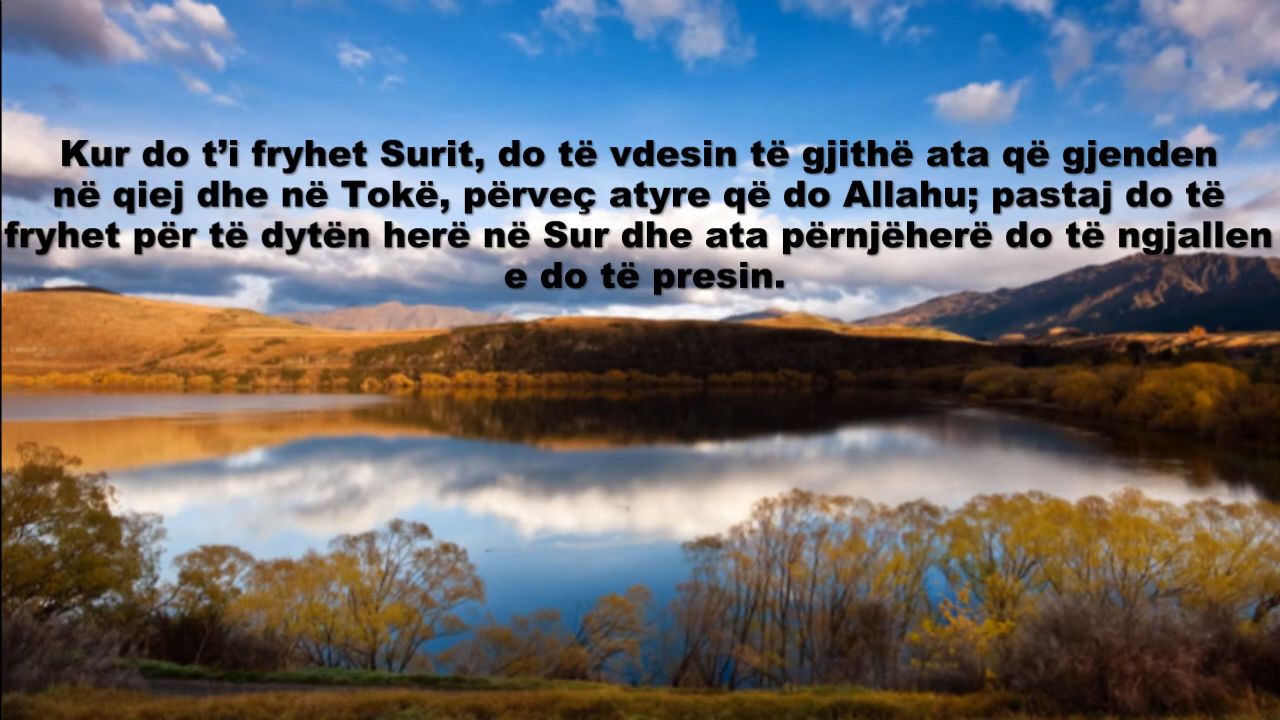 Kur do t’i fryhet Surit, do të vdesin të gjithë ata që gjenden
në qiej dhe në Tokë, përveç atyre që do Allahu; pastaj do të
fryhet për të dytën herë në Sur dhe ata përnjëherë do të ngjallen
e do të presin.